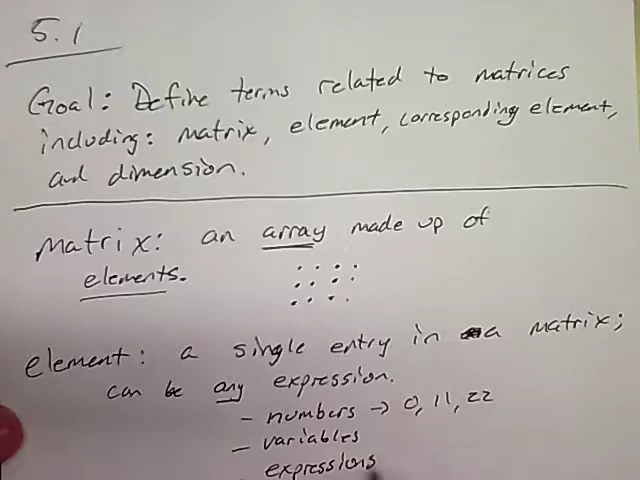 5.1
Goal: Define terms related to matrices
including: matrix, element, corresponding element,
and dimension.
matrix: an array made up of
elements.
element: a single entry in a matrix;
can be any expression.
- numbers → 0, 11, 22
- variables
expressions